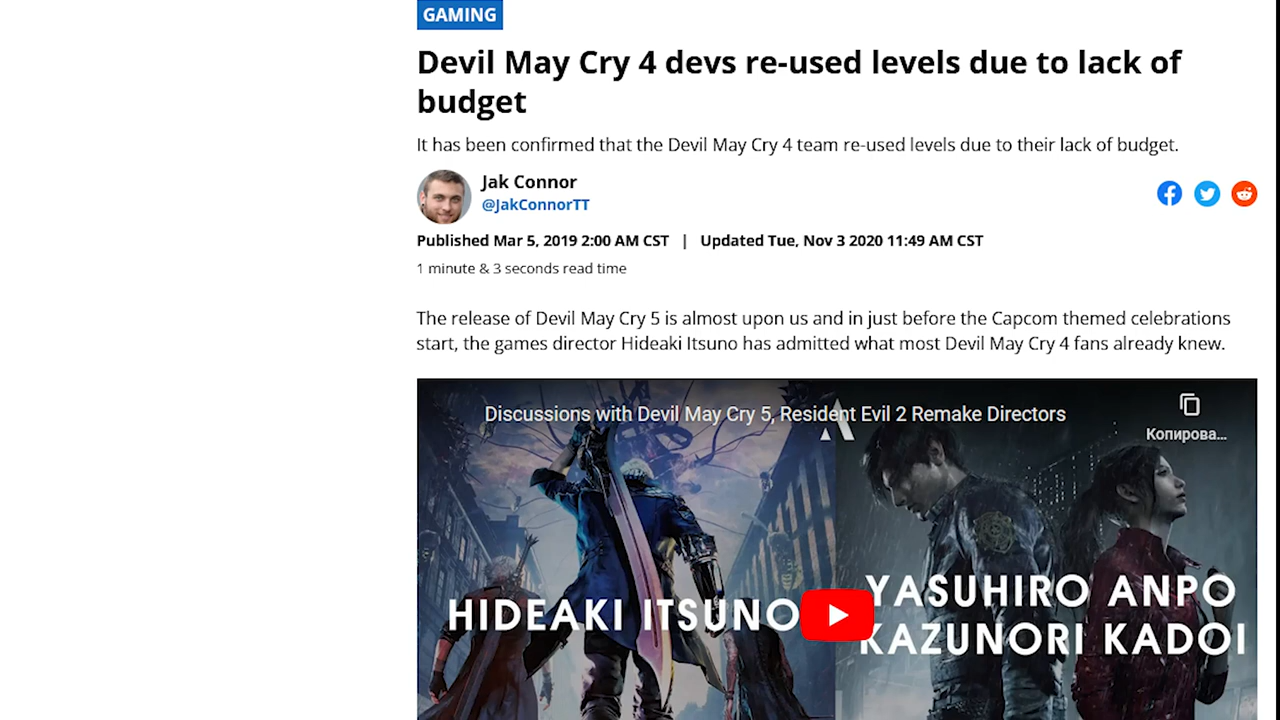 GAMING
Devil May Cry 4 devs re-used levels due to lack of
budget
It has been confirmed that the Devil May Cry 4 team re-used levels due to their lack of budget.
Jak Connor
@JakConnorTT
Published Mar 5, 2019 2:00 AM CST | Updated Tue, Nov 3 2020 11:49 AM CST
1 minute & 3 seconds read time
The release of Devil May Cry 5 is almost upon us and in just before the Capcom themed celebrations
start, the games director Hideaki Itsuno has admitted what most Devil May Cry 4 fans already knew.
Discussions with Devil May Cry 5, Resident Evil 2 Remake Directors
Копирова...
HIDEAKI ITSUNO
YASUHIRO ANPO
KAZUNORI KADOI